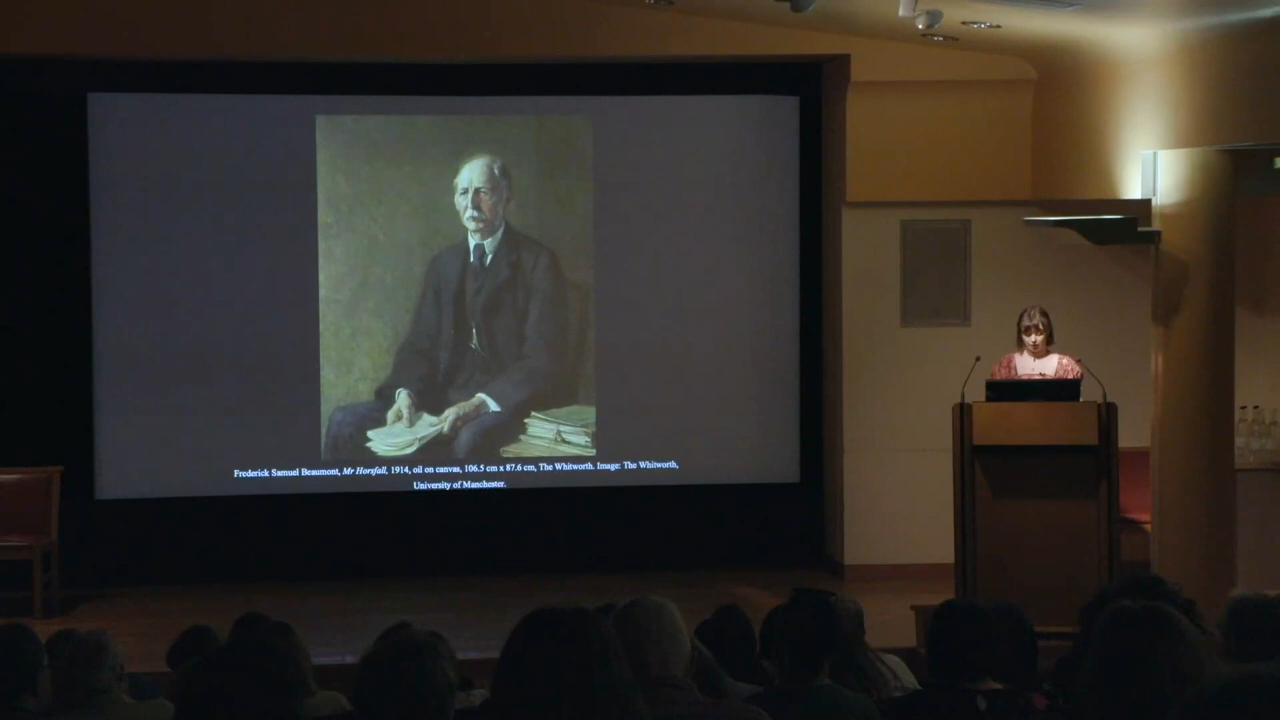 Frederick Samuel Beaumont, Mr Horsfall, 1914, oil on canvas, 106.5 cm x 87.6 cm, The Whitworth. Image: The Whitworth,
University of Manchester.